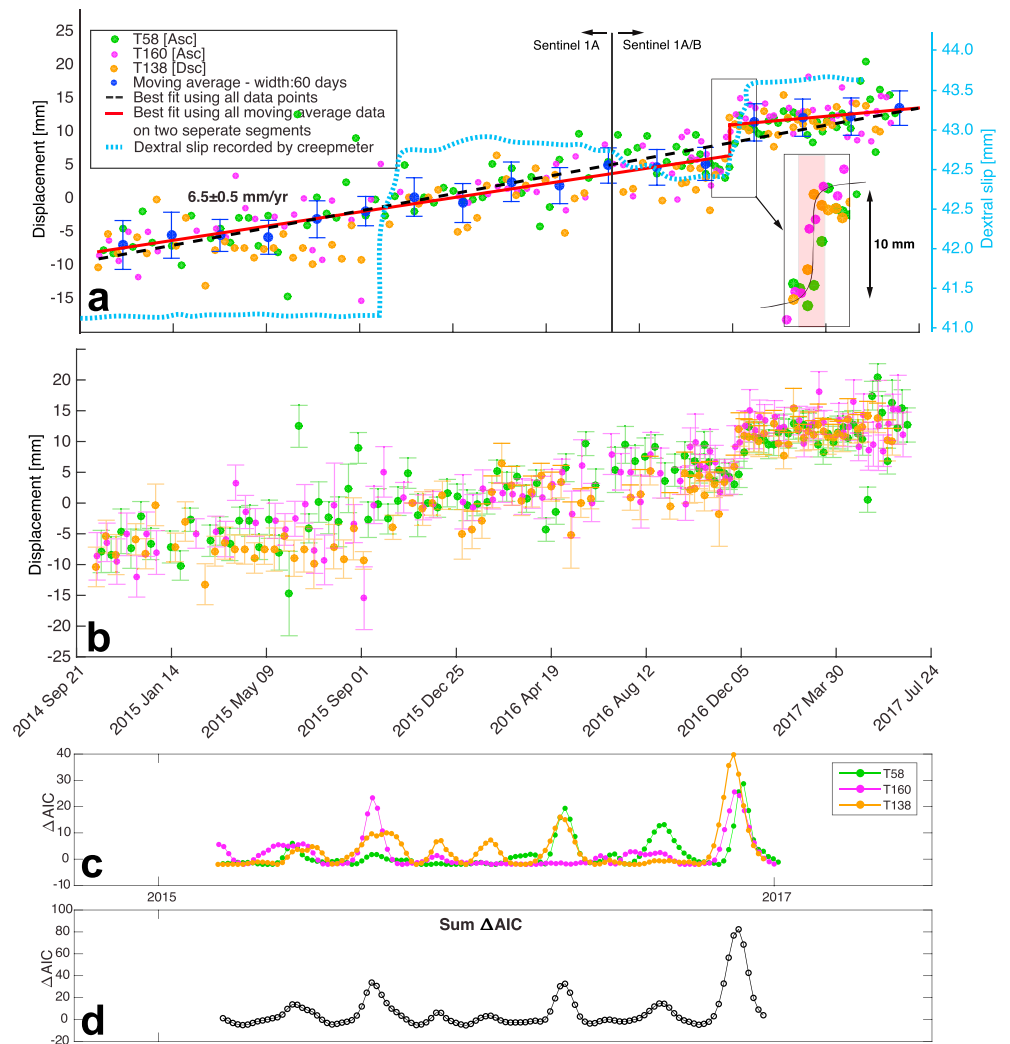 25
20
15
10
5
0
-5
-10
-15
Displacement [mm]
T58 [Asc]
T160 [Asc]
T138 [Dsc]
Moving average - width:60 days
Best fit using all data points
Best fit using all moving average data
on two seperate segments
Dextral slip recorded by creepmeter
Sentinel 1A
Sentinel 1A/B
6.5±0.5 mm/yr
10 mm
44.0
43.5
43.0
42.5
42.0
41.5
41.0
Dextral slip [mm]
a
20
15
10
5
0
-5
-10
-15
-20
-25
Displacement [mm]
b
2014 Sep 21
2015 Jan 14
2015 May 09
2015 Sep 01
2015 Dec 25
2016 Apr 19
2016 Aug 12
2016 Dec 05
2017 Mar 30
2017 Jul 24
40
30
20
10
0
-10
Δ AIC
T58
T160
T138
c
2015
2017
100
80
60
40
20
0
-20
Δ AIC
Sum Δ AIC
d